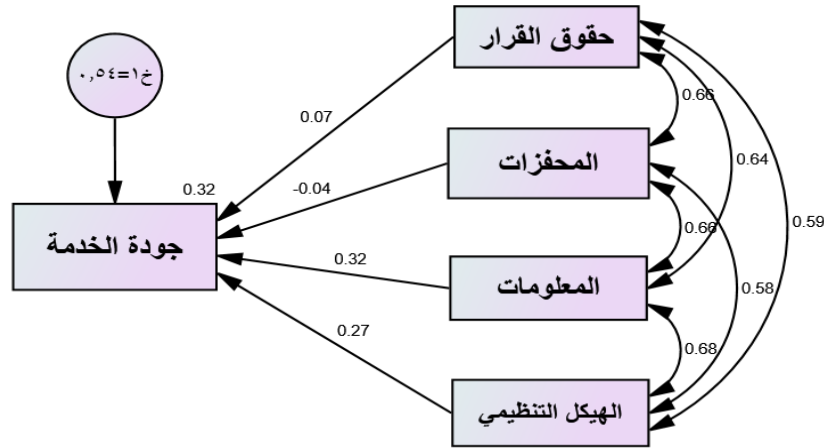 حقوق القرار
خ١=٠,٥٤
0.66
0.07
المحفزات
0.64
0.32
-0.04
جودة الخدمة
0.59
0.66
0.32
المعلومات
0.58
0.27
0.68
الهيكل التنظيمي